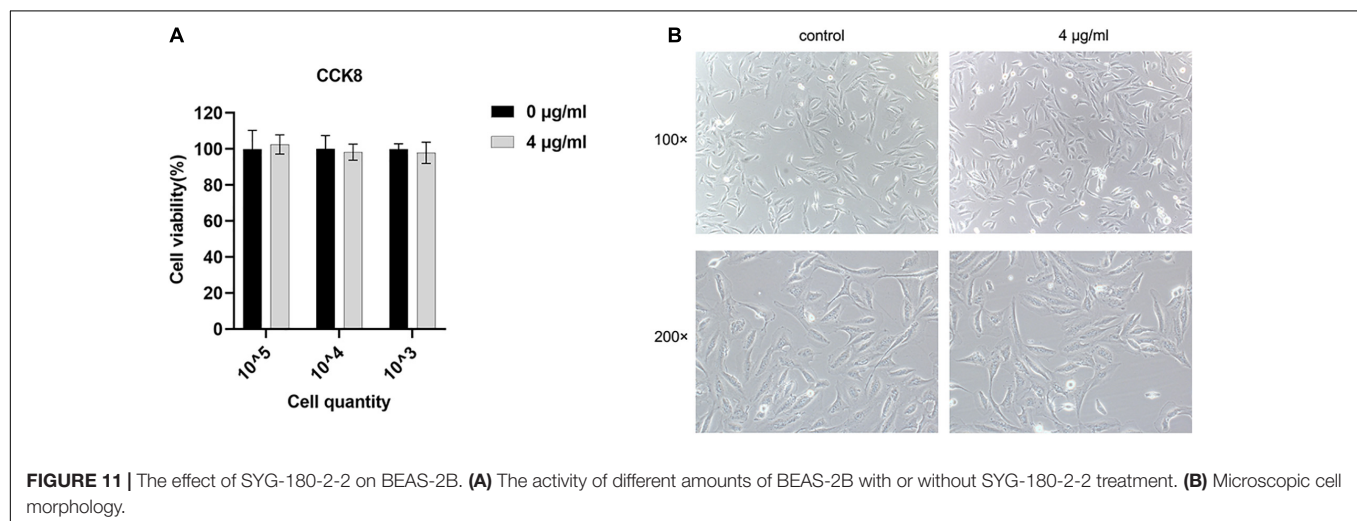 A
CCK8
120
100
80
60
40
20
0
Cell viability(%)
10^5
10^4
10^3
Cell quantity
0 µg/ml
4 µg/ml
B
control
4 µg/ml
100×
200×
FIGURE 11 | The effect of SYG-180-2-2 on BEAS-2B. (A) The activity of different amounts of BEAS-2B with or without SYG-180-2-2 treatment. (B) Microscopic cell
morphology.